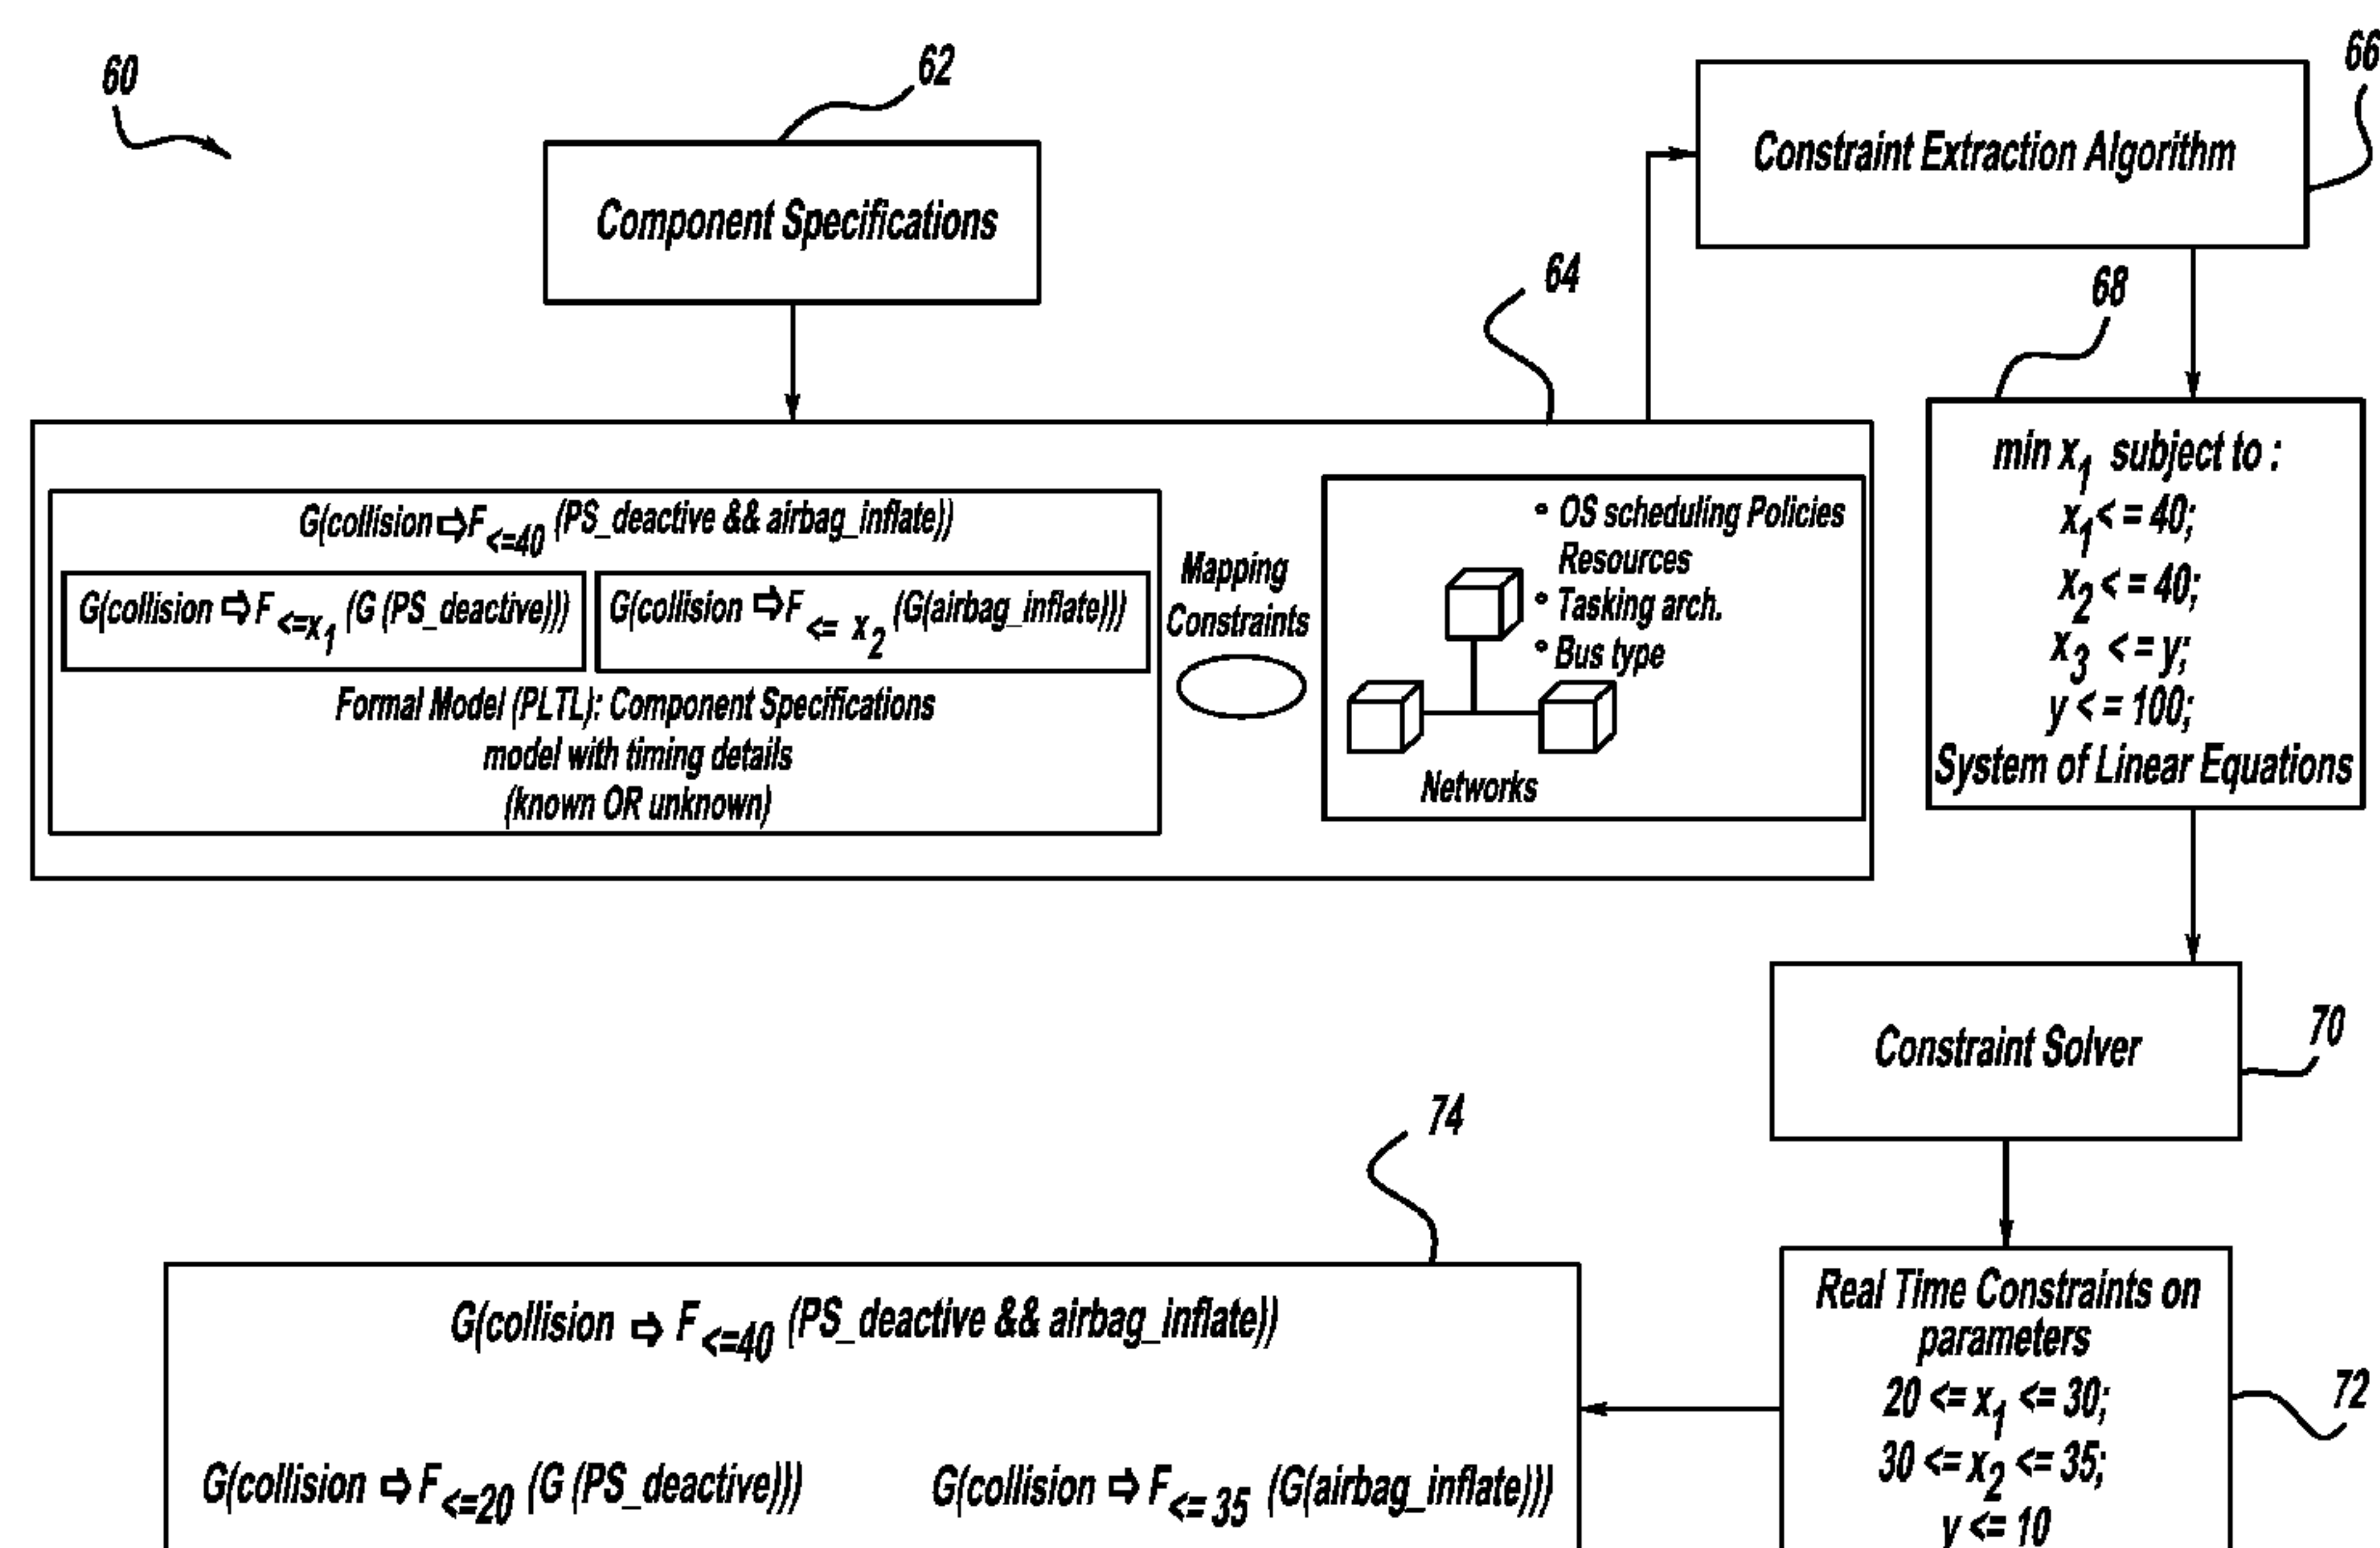 60
62
66
Component Specifications
Constraint Extraction Algorithm
64
68
G(collision ⇨ F <=40 (PS_deactive && airbag_inflate))
G(collision ⇨ F <=x1 (G (PS_deactive)))
G(collision ⇨ F <= x2 (G(airbag_inflate)))
Formal Model (PLTL): Component Specifications
model with timing details
(known OR unknown)
Mapping
Constraints
° OS scheduling Policies
Resources
° Tasking arch.
° Bus type
Networks
min x1 subject to :
x1 < = 40;
x2 < = 40;
x3 < = y;
y < = 100;
System of Linear Equations
Constraint Solver
70
74
Real Time Constraints on
parameters
20 <= x1 <= 30;
30 <= x2 <= 35;
y <= 10
72
G(collision ⇨ F <=40 (PS_deactive && airbag_inflate))
G(collision ⇨ F <=20 (G (PS_deactive)))
G(collision ⇨ F <= 35 (G(airbag_inflate)))